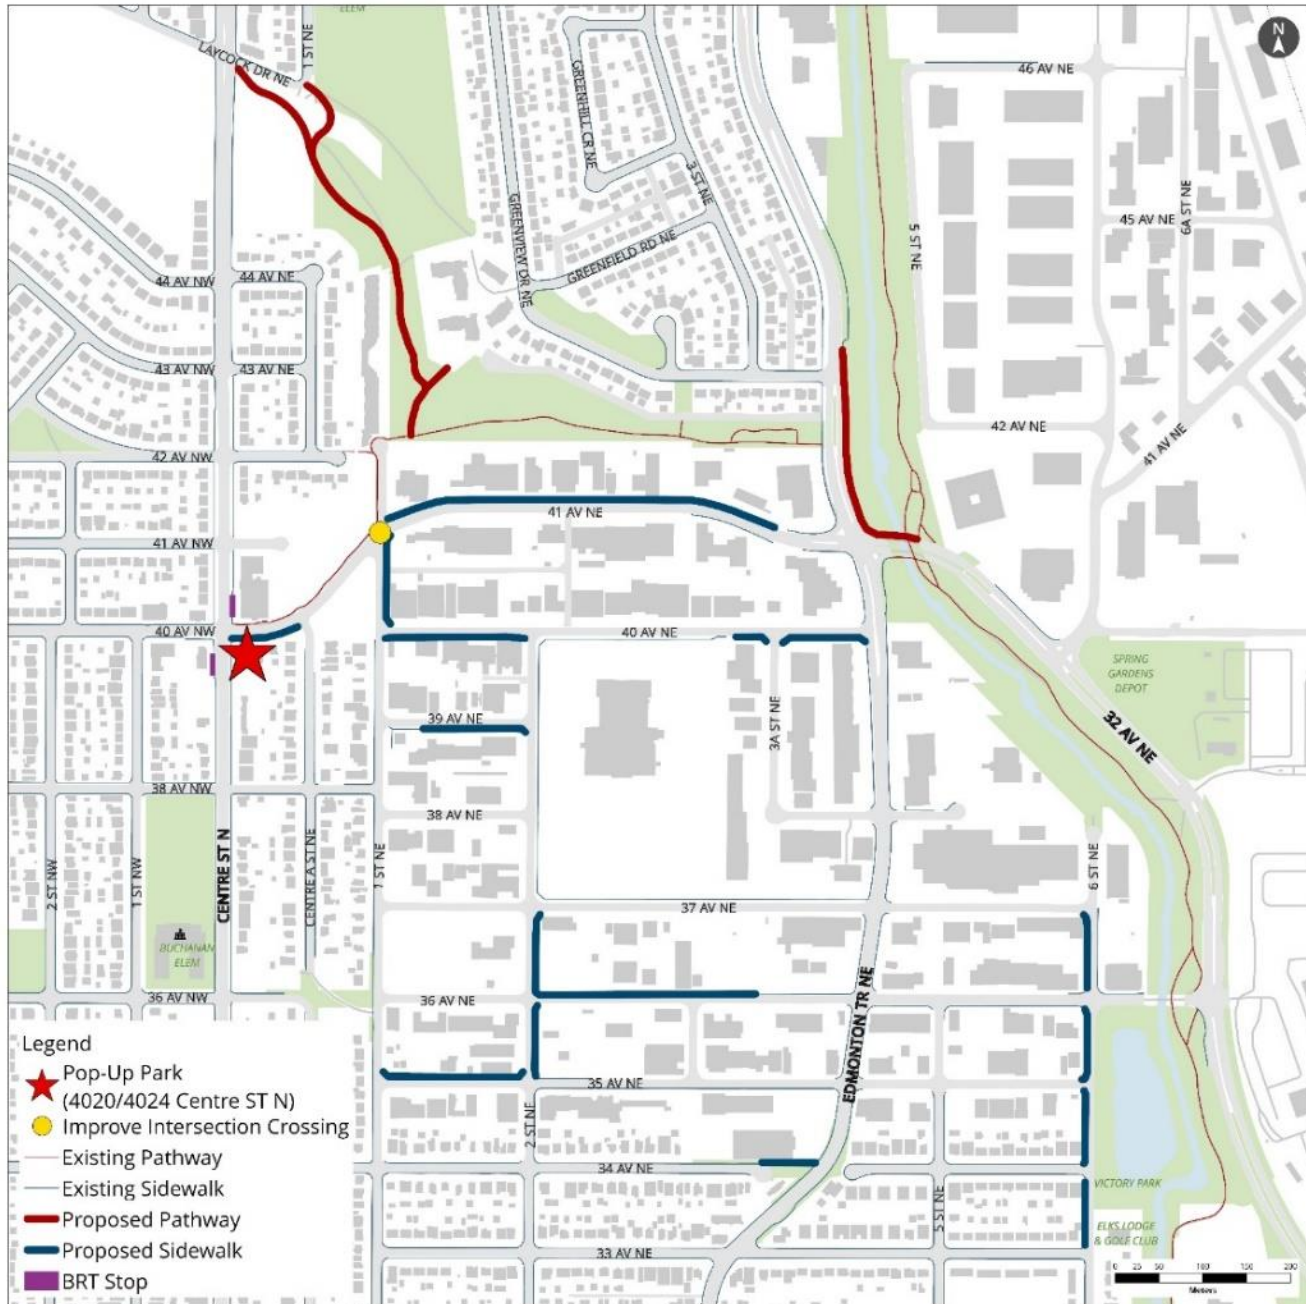 ELEM
N
LAYCOCK DR NE
1 ST NE
GREENHILL CR NE
46 AV NE
3 ST NE
GREENVIEW DR NE
6A ST NE
45 AV NE
5 ST NE
GREENFIELD RD NE
44 AV NW
44 AV NE
43 AV NW
43 AV NE
42 AV NE
41 AV NE
42 AV NW
41 AV NE
41 AV NW
40 AV NW
40 AV NE
SPRING
GARDENS
DEPOT
3A ST NE
39 AV NE
32 AV NE
38 AV NW
38 AV NE
CENTRE ST N
CENTRE A ST NE
1 ST NE
2 ST NW
1 ST NW
6 ST NE
37 AV NE
BUCHANAN
ELEM
EDMONTON TR NE
36 AV NW
36 AV NE
35 AV NE
2 ST NE
34 AV NE
5 ST NE
VICTORY PARK
ELKS LODGE
& GOLF CLUB
33 AV NE
Legend
Pop-Up Park
(4020/4024 Centre ST N)
Improve Intersection Crossing
Existing Pathway
Existing Sidewalk
Proposed Pathway
Proposed Sidewalk
BRT Stop
0 25 50 100 150 200
Meters